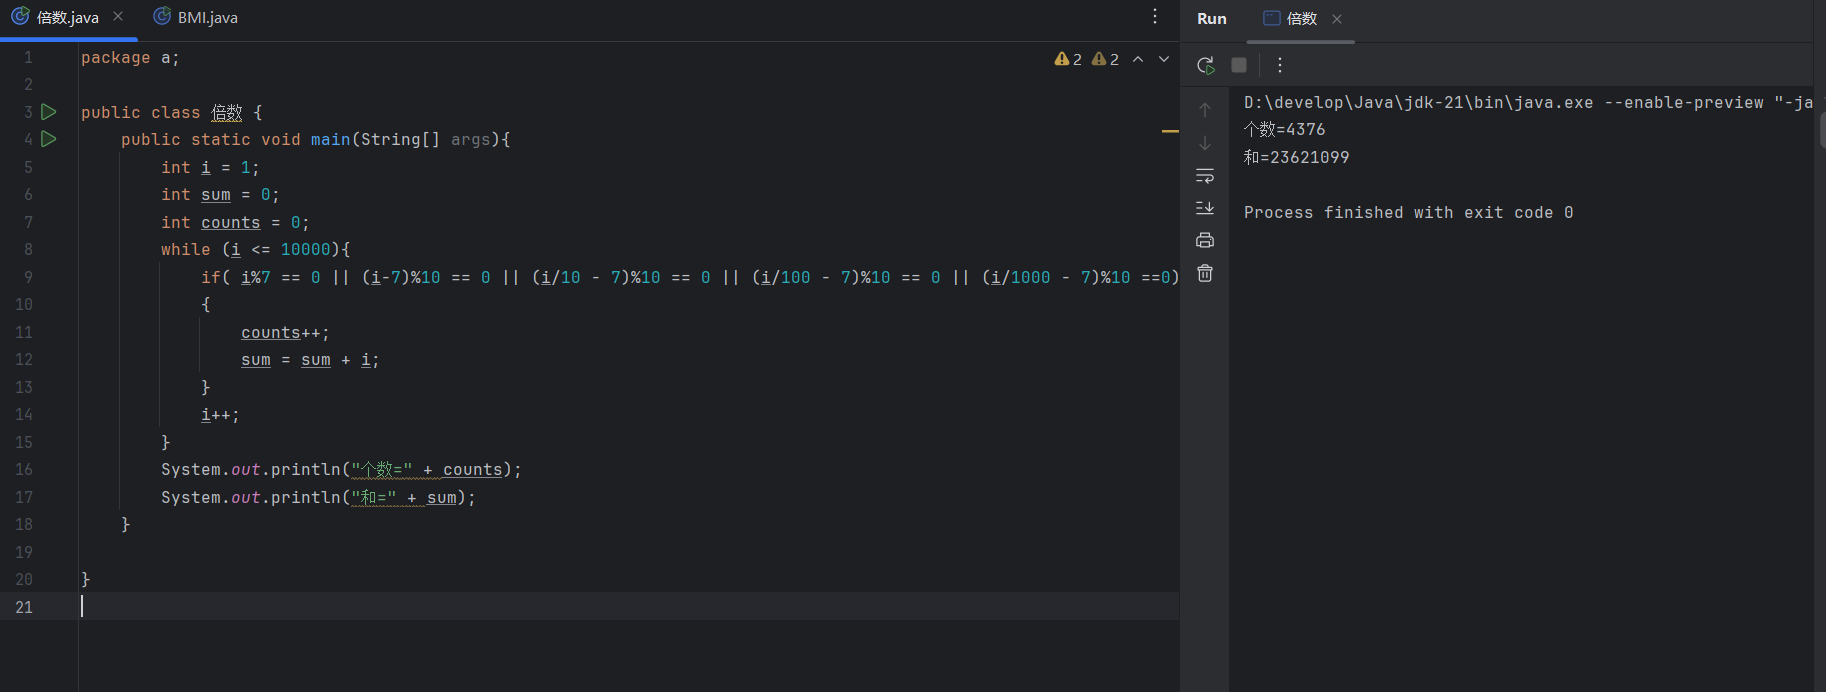 倍数.java
BMI.java
Run
倍数
2 2
1 package a;
2
3 public class 倍数 {
4 public static void main(String[] args){
5 int i = 1;
6 int sum = 0;
7 int counts = 0;
8 while (i <= 10000){
9 if( i%7 == 0 || (i-7)%10 == 0 || (i/10 - 7)%10 == 0 || (i/100 - 7)%10 == 0 || (i/1000 - 7)%10 ==0)
10 {
11 counts++;
12 sum = sum + i;
13 }
14 i++;
15 }
16 System.out.println("个数=" + counts);
17 System.out.println("和=" + sum);
18 }
19
20 }
21
D:\develop\Java\jdk-21\bin\java.exe --enable-preview "-ja
个数=4376
和=23621099
Process finished with exit code 0